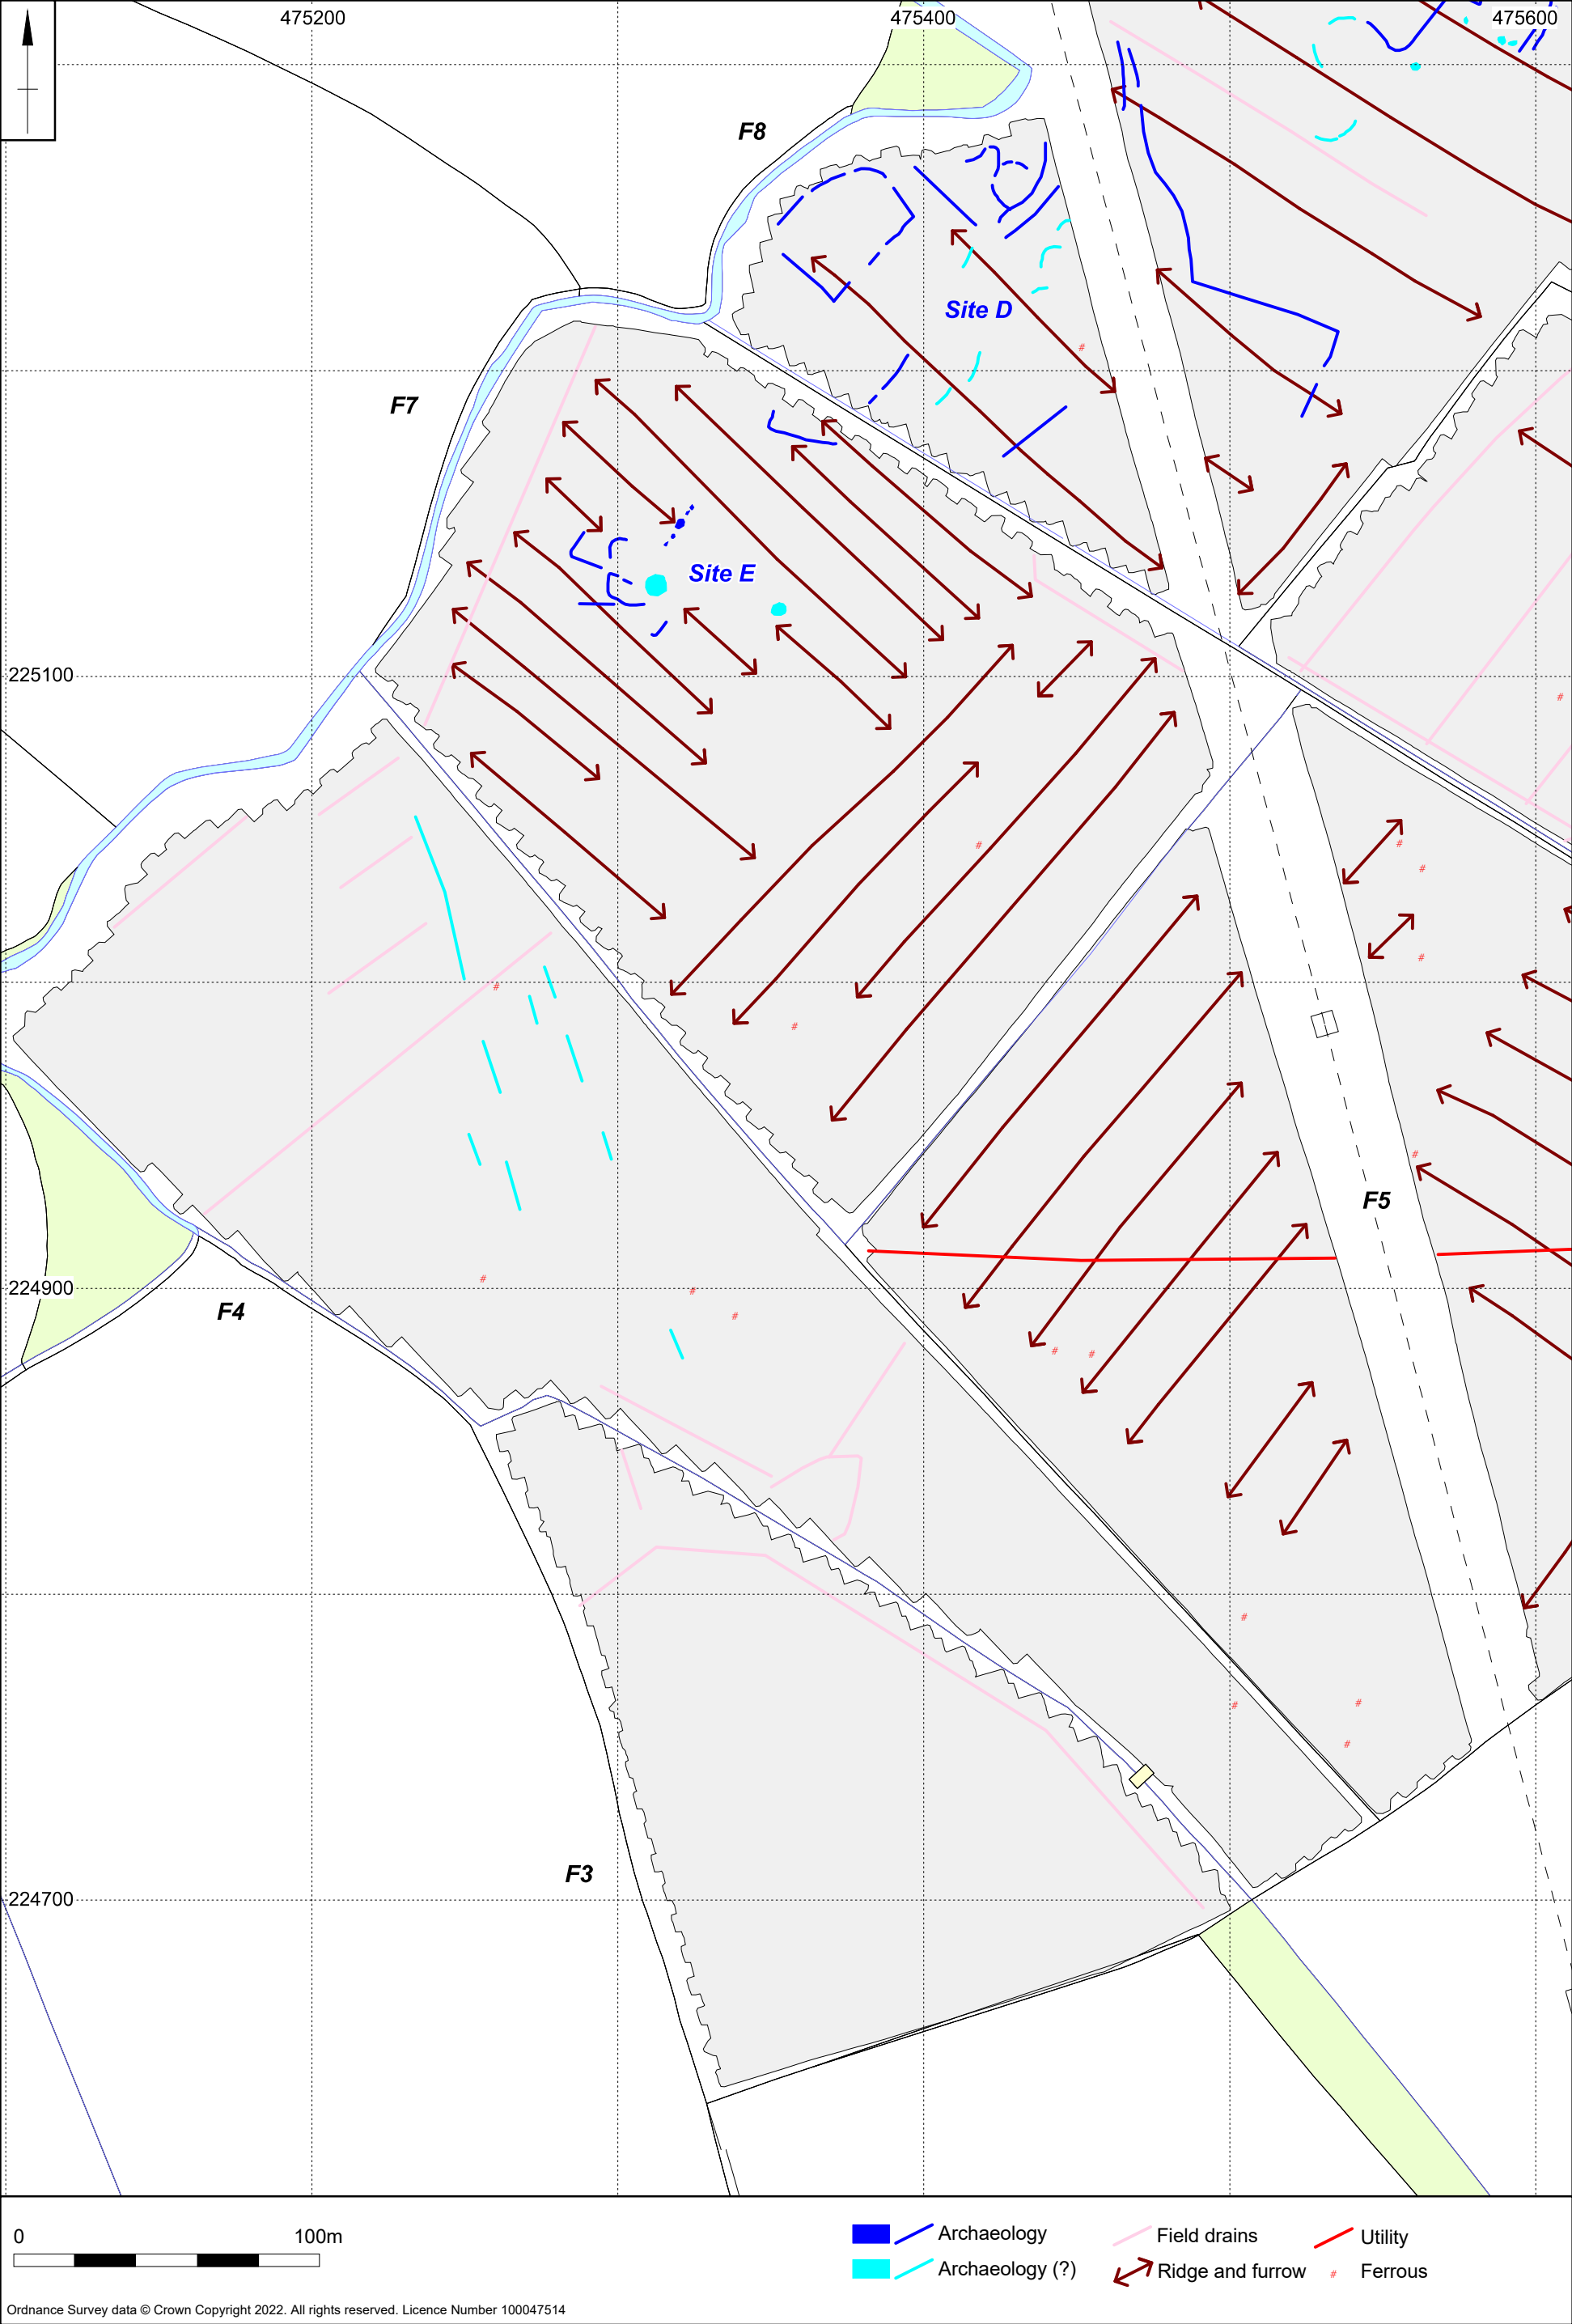 475200
475400
475600
F8
Site D
F7
Site E
225100
F5
224900
F4
F3
224700
0 100m
Archaeology
Field drains
Utility
Archaeology (?)
Ridge and furrow
# Ferrous
Ordnance Survey data © Crown Copyright 2022. All rights reserved. Licence Number 100047514